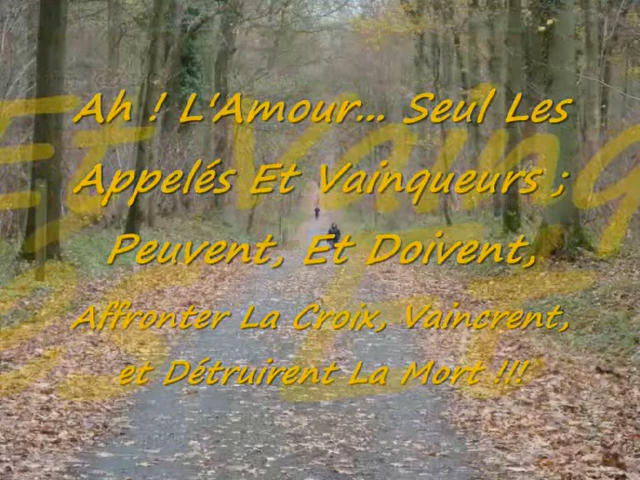 Ah ! L'Amour... Seul Les
Appelés Et Vainqueurs ;
Peuvent, Et Doivent,
Affronter La Croix, Vaincrent,
et Détruirent La Mort !!!